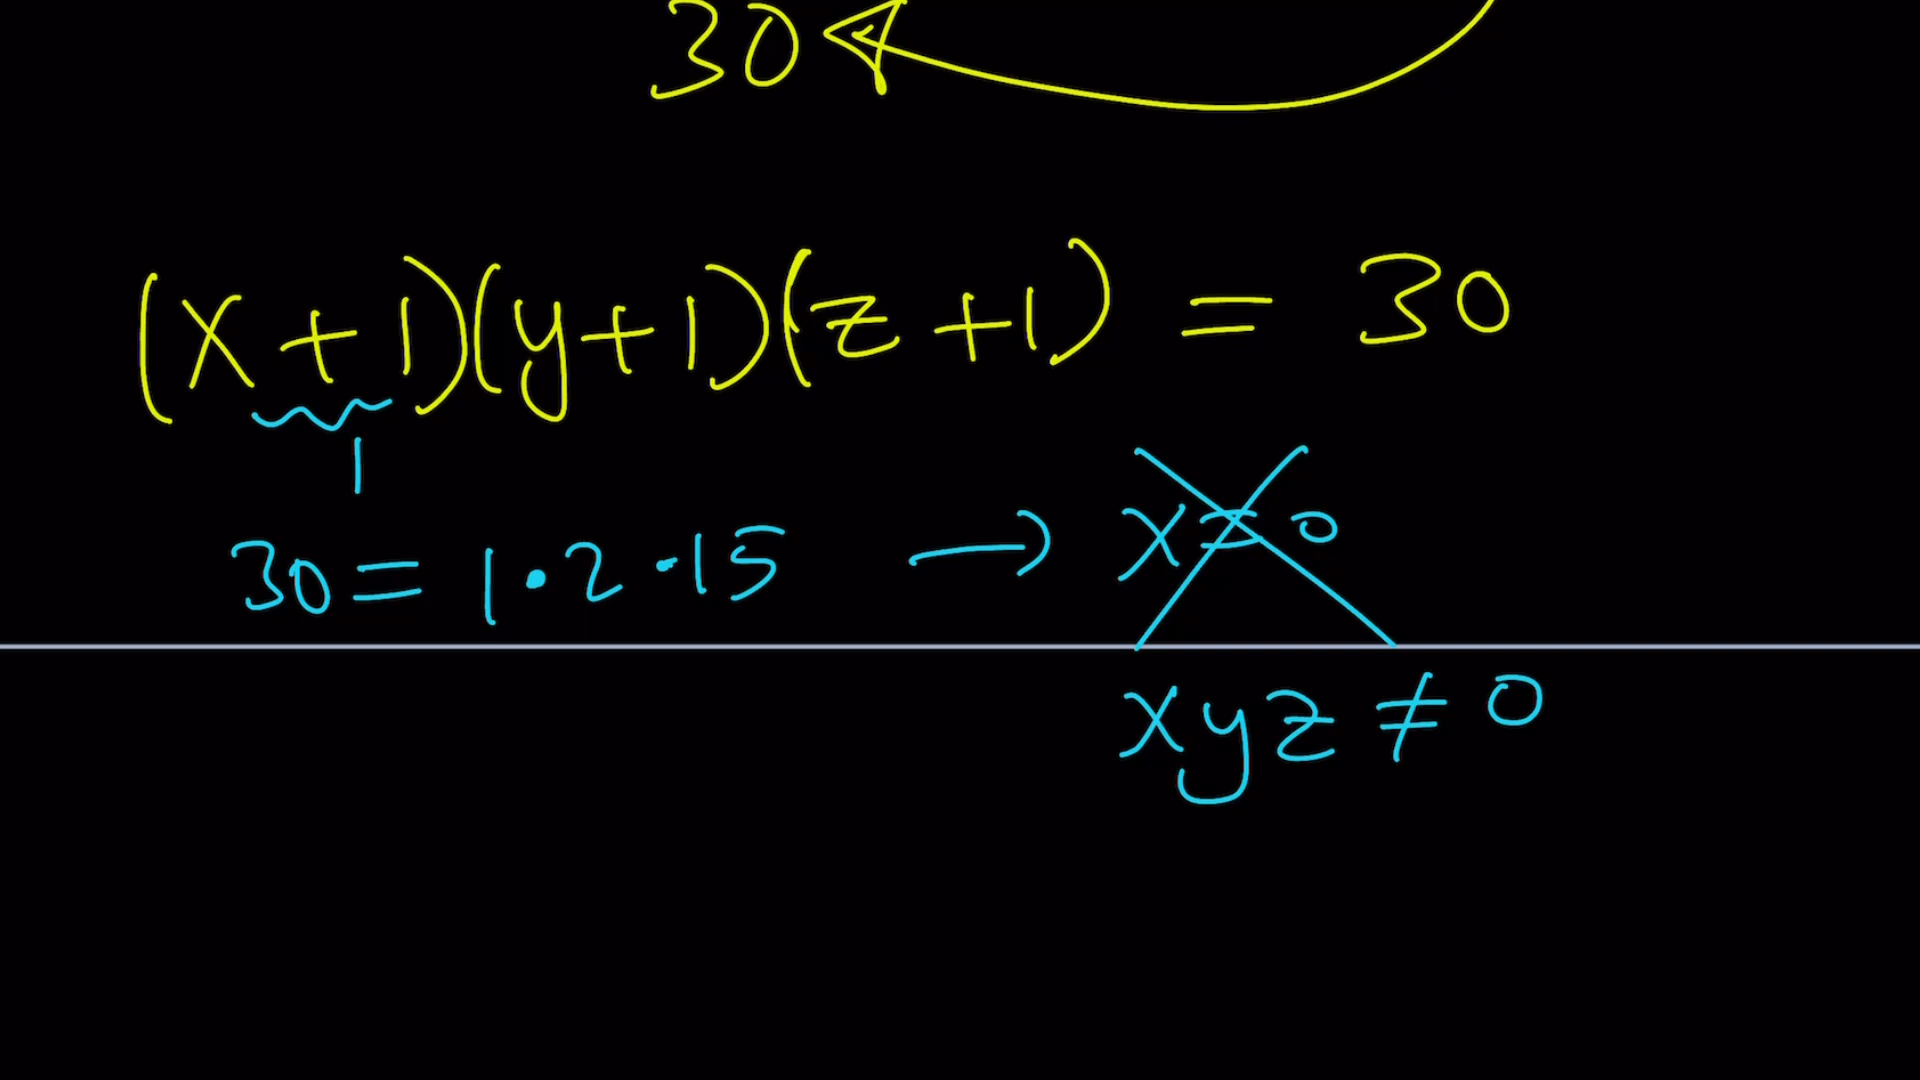 30
(x+1)(y+1)(z+1) = 30
1
30 = 1·2·15 → x=0
xyz ≠ 0